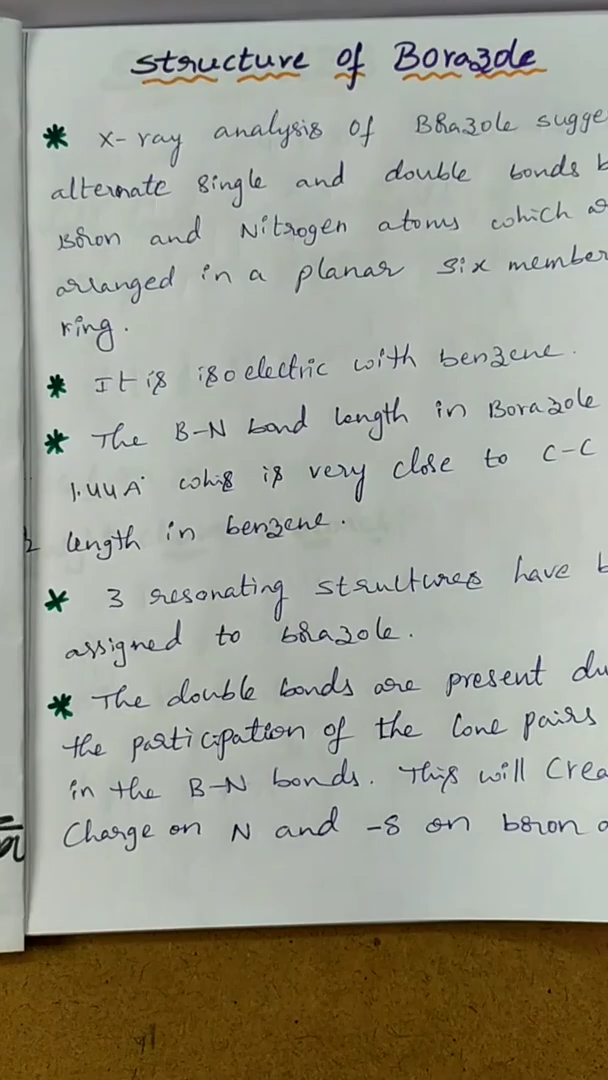 Structure of Borazole
* X-ray analysis of BRazole sugge
alternate single and double bonds b
Boron and Nitrogen atoms which a
arranged in a planar six member
ring.
* It is isoelectric with benzene.
* The B-N bond length in Borazole
1.44A° whis is very close to C-C
length in benzene.
* 3 resonating structures have b
assigned to brazole.
* The double bonds are present du
the participation of the lone pairs
in the B-N bonds. This will Crea
Charge on N and -δ on boron a